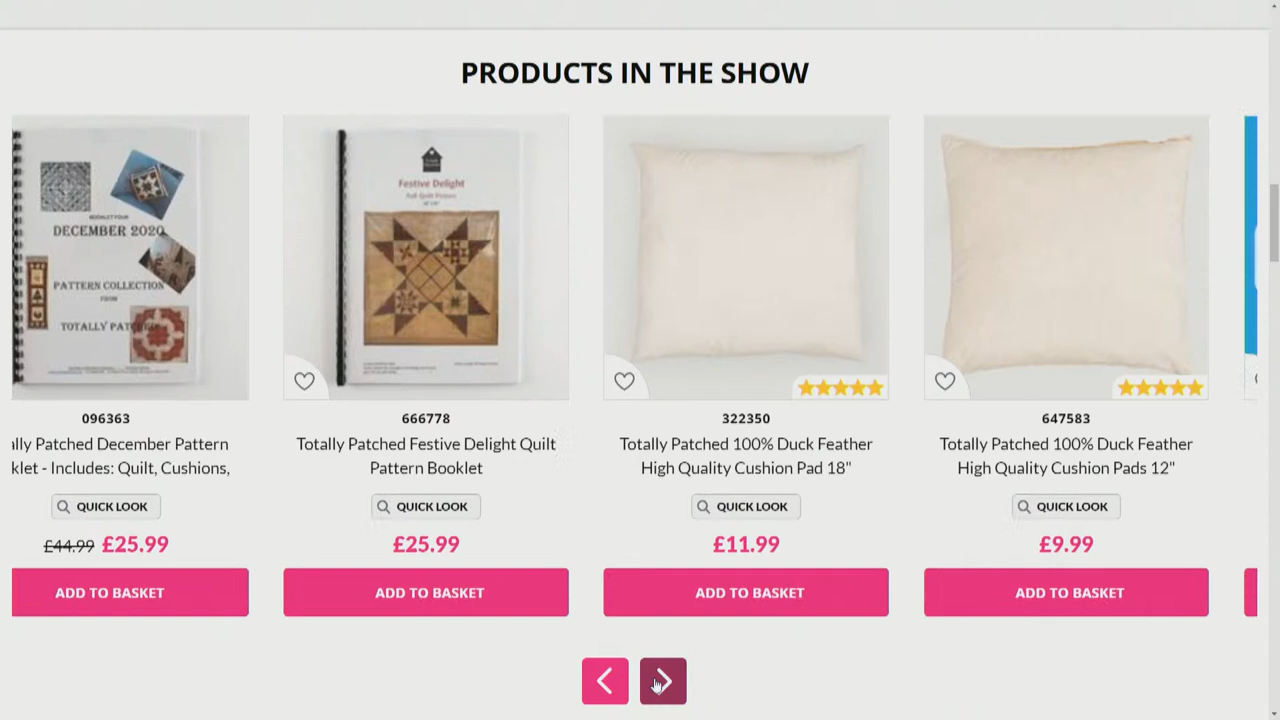 PRODUCTS IN THE SHOW
DECEMBER 2020
PATTERN COLLECTION
FROM
TOTALLY
Festive Delight
096363
666778
322350
647583
lly Patched December Pattern
klet - Includes: Quilt, Cushions,
Totally Patched Festive Delight Quilt
Pattern Booklet
Totally Patched 100% Duck Feather
High Quality Cushion Pad 18"
Totally Patched 100% Duck Feather
High Quality Cushion Pads 12"
QUICK LOOK
QUICK LOOK
QUICK LOOK
QUICK LOOK
£44.99 £25.99
£25.99
£11.99
£9.99
ADD TO BASKET
ADD TO BASKET
ADD TO BASKET
ADD TO BASKET